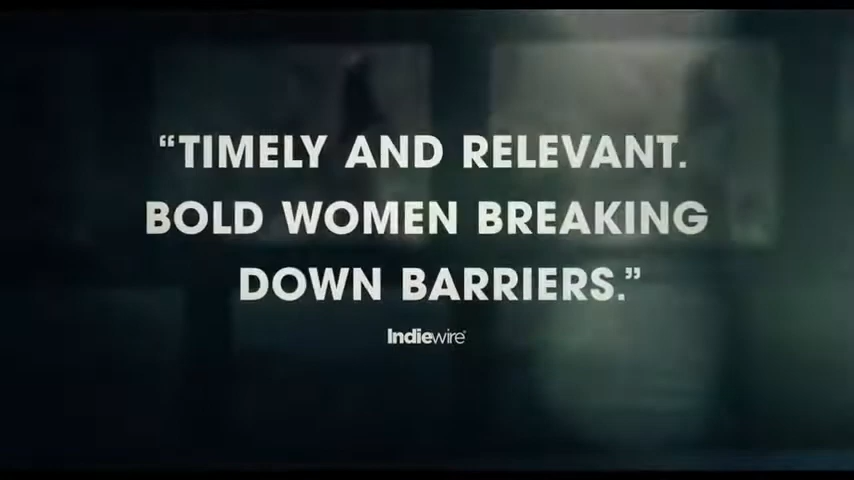 “TIMELY AND RELEVANT.
BOLD WOMEN BREAKING
DOWN BARRIERS.”
Indiewire